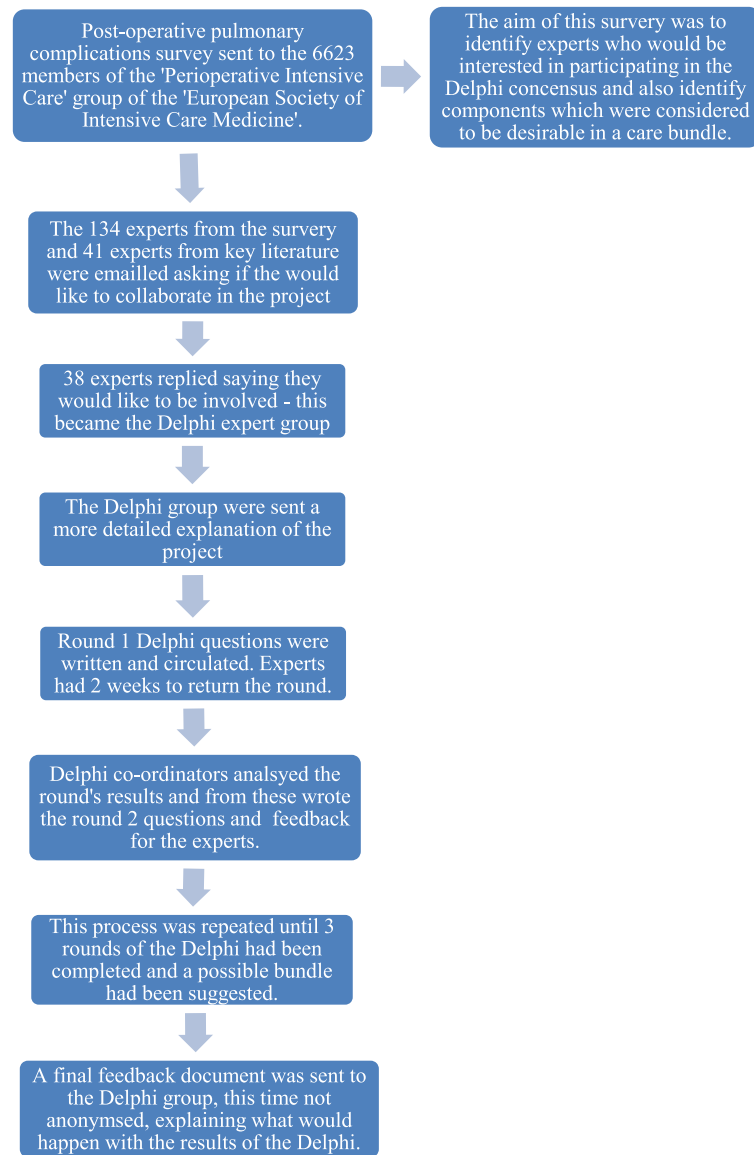 Post-operative pulmonary
complications survey sent to the 6623
members of the 'Perioperative Intensive
Care' group of the 'European Society of
Intensive Care Medicine'.
The aim of this survery was to
identify experts who would be
interested in participating in the
Delphi concensus and also identify
components which were considered
to be desirable in a care bundle.
The 134 experts from the survery
and 41 experts from key literature
were emailled asking if the would
like to collaborate in the project
38 experts replied saying they
would like to be involved - this
became the Delphi expert group
The Delphi group were sent a
more detailed explanation of the
project
Round 1 Delphi questions were
written and circulated. Experts
had 2 weeks to return the round.
Delphi co-ordinators analsyed the
round's results and from these wrote
the round 2 questions and feedback
for the experts.
This process was repeated until 3
rounds of the Delphi had been
completed and a possible bundle
had been suggested.
A final feedback document was sent to
the Delphi group, this time not
anonymsed, explaining what would
happen with the results of the Delphi.